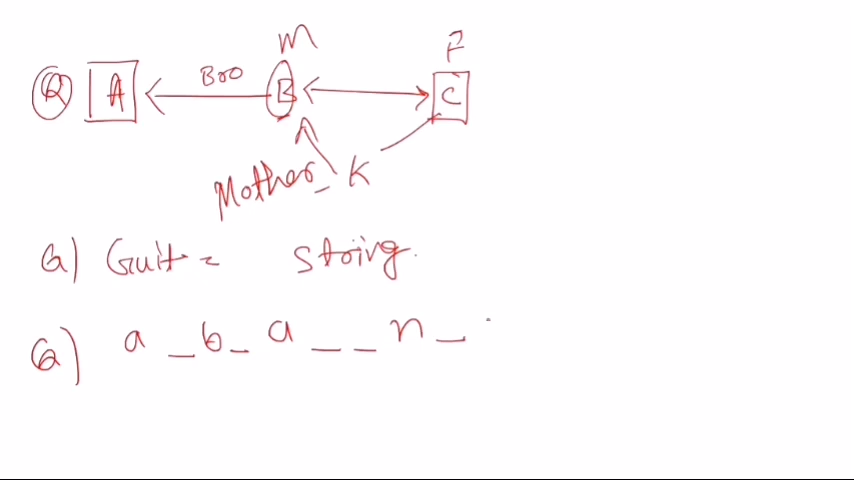 M F
Q A Bro B C
Mother K
Q) Guit = string.
Q) a _ b _ a _ _ n _